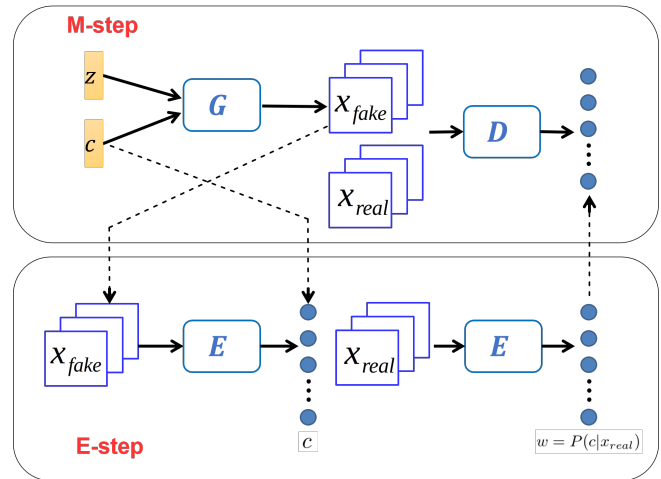 M-step
z
c
G
x_fake
x_real
D
x_fake
E
c
x_real
E
w = P(c|x_real)
E-step